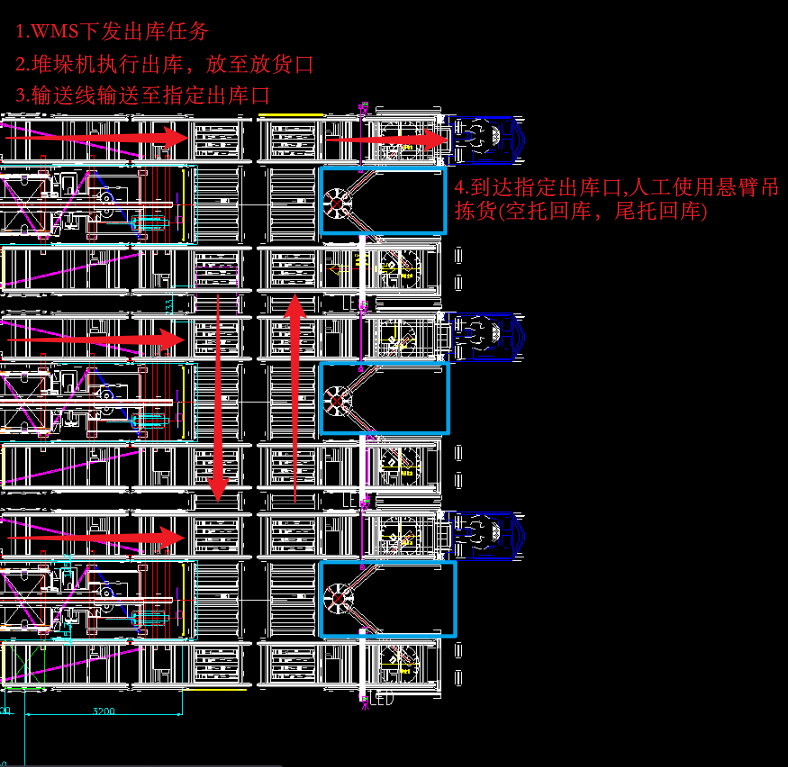 1.WMS下发出库任务
2.堆垛机执行出库，放至放货口
3.输送线输送至指定出库口
4.到达指定出库口,人工使用悬臂吊
拣货(空托回库，尾托回库)
LED
3200